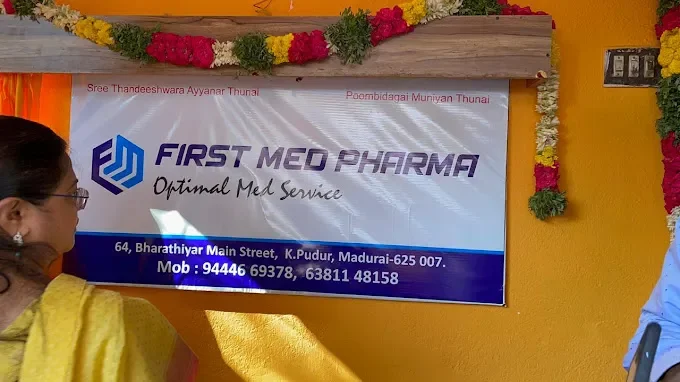 Sree Thandeeshwara Ayyanar Thunai
Poombidagai Muniyan Thunai
FIRST MED PHARMA
Optimal Med Service
64, Bharathiyar Main Street, K.Pudur, Madurai-625 007.
Mob : 94446 69378, 63811 48158